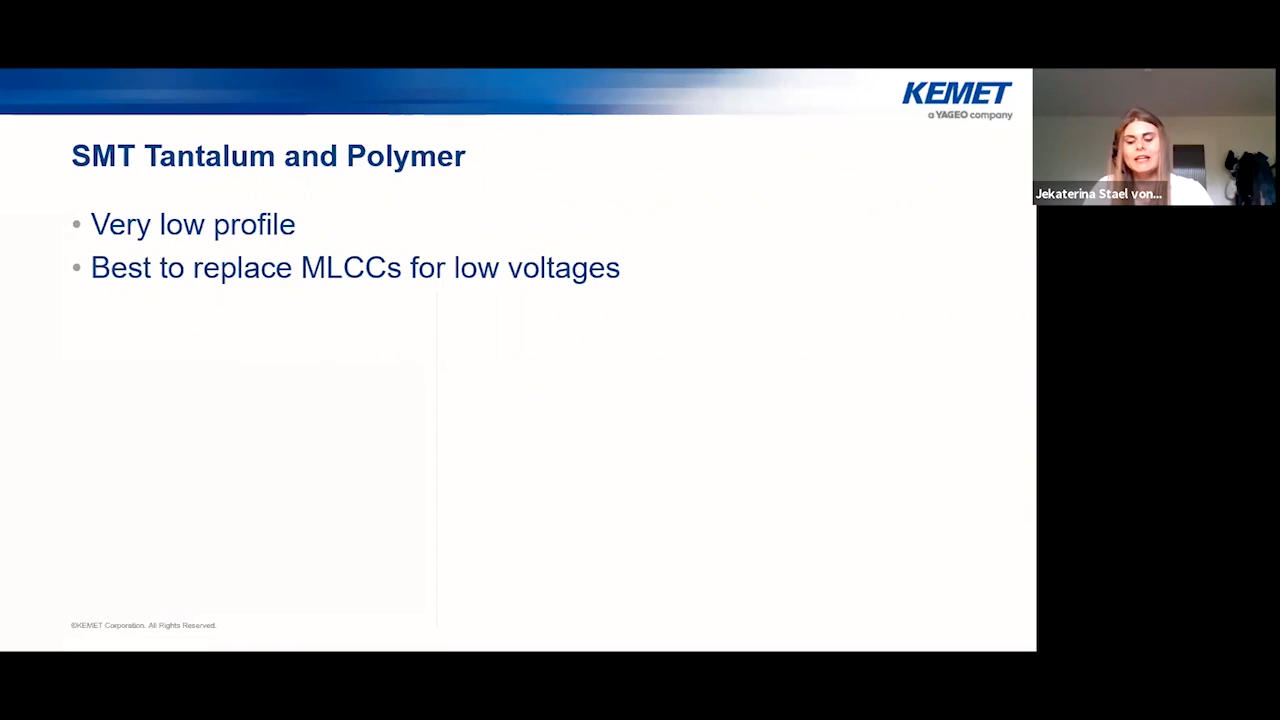 KEMET
a YAGEO company
SMT Tantalum and Polymer
• Very low profile
• Best to replace MLCCs for low voltages
©KEMET Corporation. All Rights Reserved.
Jekaterina Stael von...